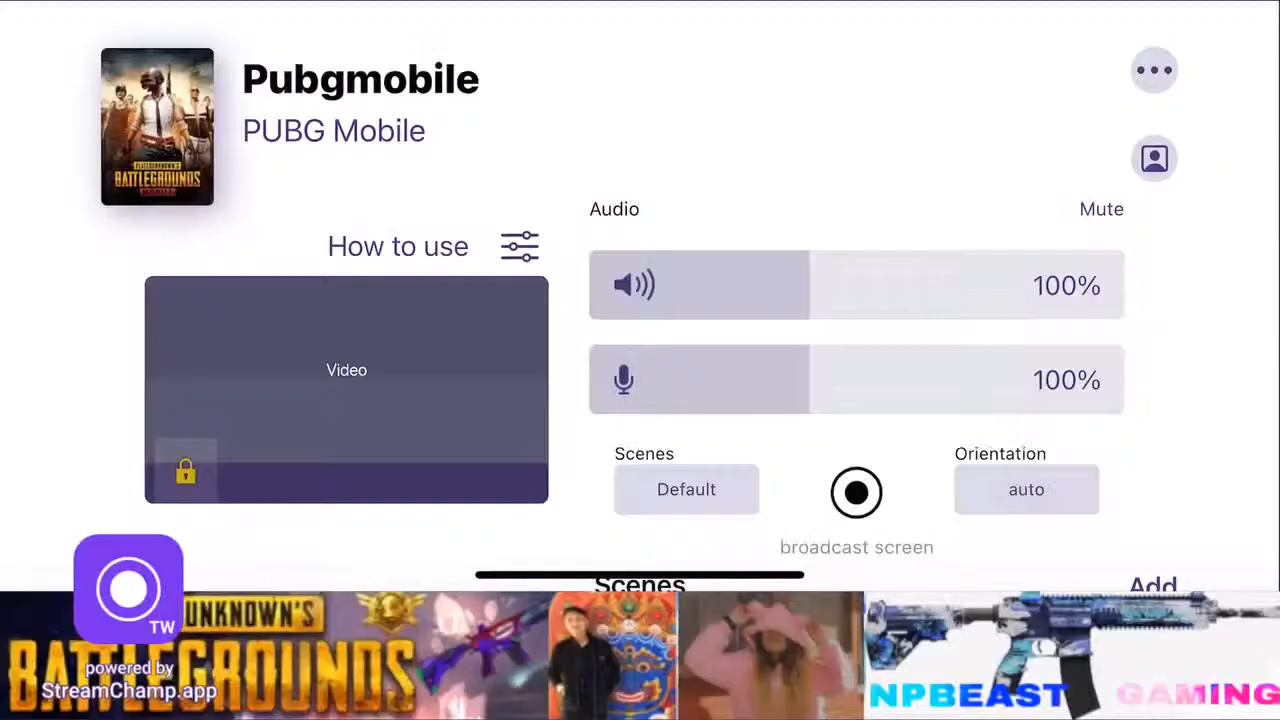 Pubgmobile
PUBG Mobile
BATTLEGROUNDS
Audio
Mute
How to use
100%
Video
100%
Scenes
Orientation
Default
auto
broadcast screen
Scenes
Add
TW
UNKNOWN'S
BATTLEGROUNDS
powered by
StreamChamp.app
NPBEAST GAMING